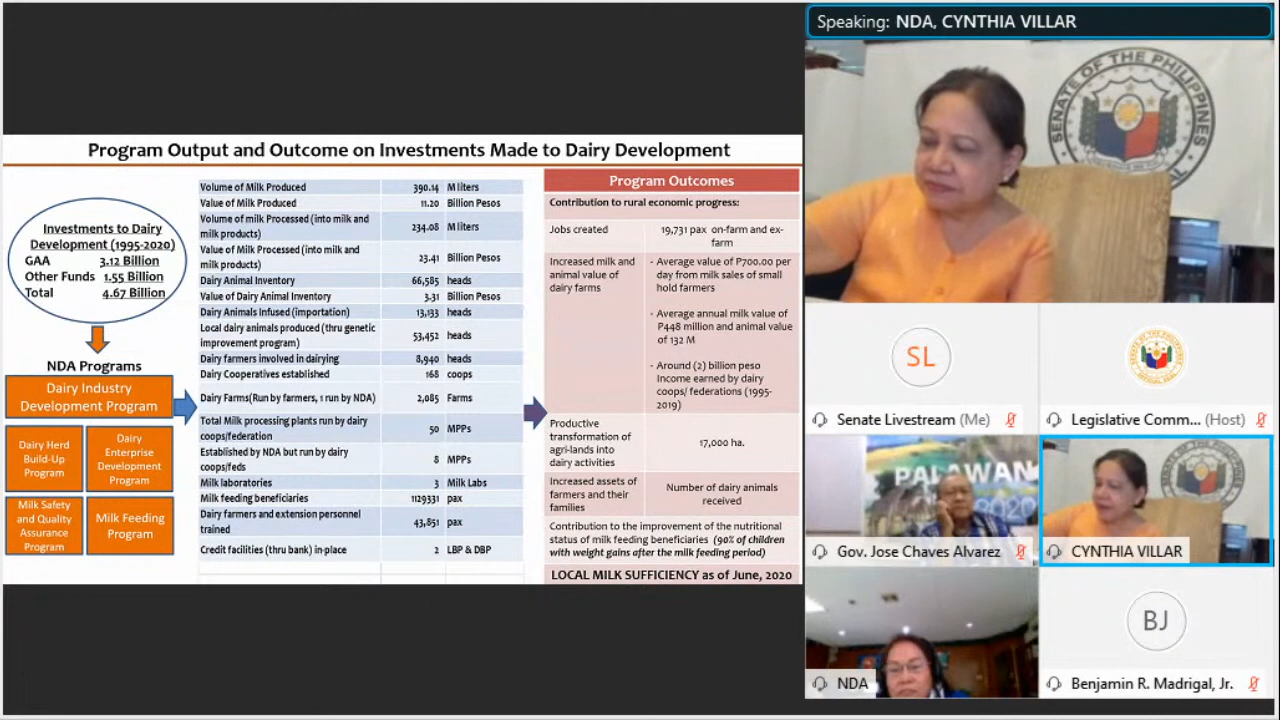 Program Output and Outcome on Investments Made to Dairy Development
Investments to Dairy
Development (1995-2020)
GAA 3.12 Billion
Other Funds 1.55 Billion
Total 4.67 Billion
NDA Programs
Dairy Industry
Development Program
Dairy Herd
Build-Up
Program
Dairy
Enterprise
Development
Program
Milk Safety
and Quality
Assurance
Program
Milk Feeding
Program
Volume of Milk Produced 390.14 M liters
Value of Milk Produced 11.20 Billion Pesos
Volume of milk Processed (into milk and
milk products) 234.08 M liters
Value of Milk Processed (into milk and
milk products) 23.41 Billion Pesos
Dairy Animal Inventory 66,585 heads
Value of Dairy Animal Inventory 3.31 Billion Pesos
Dairy Animals Infused (importation) 13,133 heads
Local dairy animals produced (thru genetic
improvement program) 53,452 heads
Dairy farmers involved in dairying 8,940 heads
Dairy Cooperatives established 168 coops
Dairy Farms(Run by farmers, 1 run by NDA) 2,085 Farms
Total Milk processing plants run by dairy
coops/federation 50 MPPs
Established by NDA but run by dairy
coops/feds 8 MPPs
Milk laboratories 3 Milk Labs
Milk feeding beneficiaries 1129331 pax
Dairy farmers and extension personnel
trained 43,851 pax
Credit facilities (thru bank) in-place 2 LBP & DBP
Program Outcomes
Contribution to rural economic progress:
Jobs created 19,731 pax on-farm and ex-
farm
Increased milk and
animal value of
dairy farms
- Average value of P700.00 per
day from milk sales of small
hold farmers
- Average annual milk value of
P448 million and animal value
of 132 M
- Around (2) billion peso
Income earned by dairy
coops/ federations (1995-
2019)
Productive
transformation of
agri-lands into
dairy activities
17,000 ha.
Increased assets of
farmers and their
families
Number of dairy animals
received
Contribution to the improvement of the nutritional
status of milk feeding beneficiaries (90% of children
with weight gains after the milk feeding period)
LOCAL MILK SUFFICIENCY as of June, 2020
Speaking: NDA, CYNTHIA VILLAR
SENATE OF THE PHILIPPINES
SL
Senate Livestream (Me)
Legislative Comm... (Host)
PALAWAN
2020
Gov. Jose Chaves Alvarez
CYNTHIA VILLAR
NDA
BJ
Benjamin R. Madrigal, Jr.